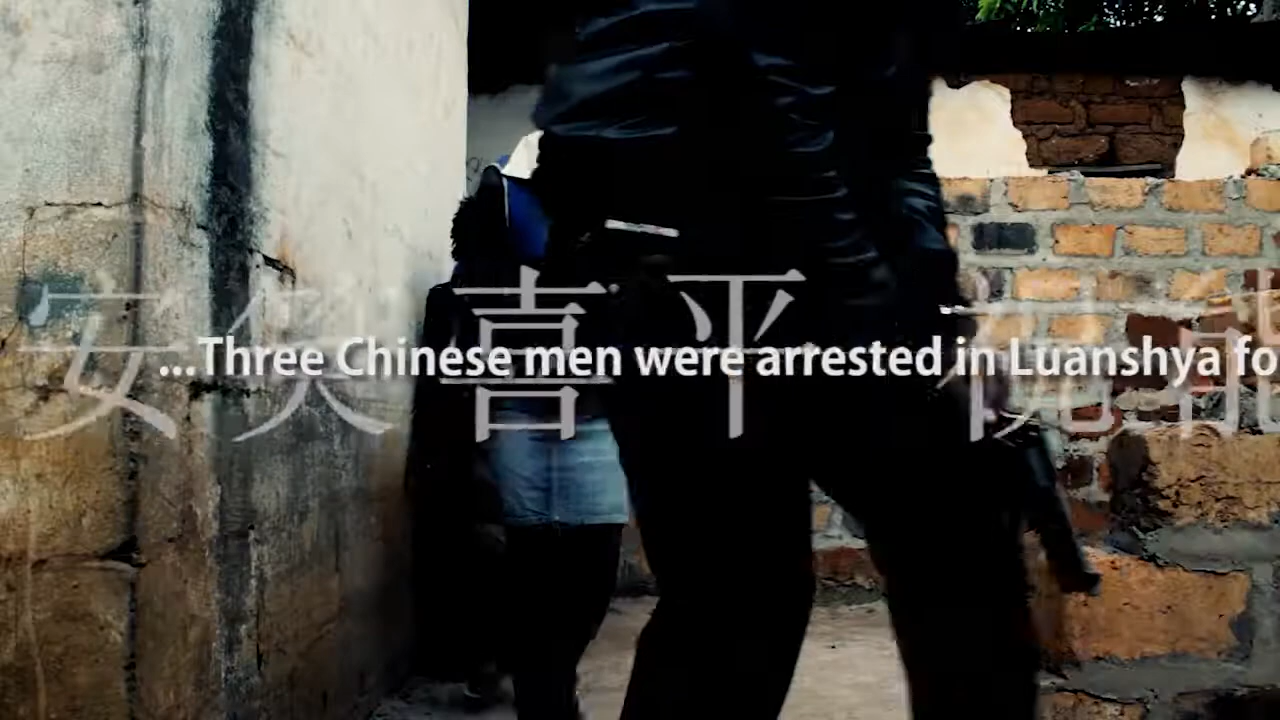 安 喜 平
...Three Chinese men were arrested in Luanshya fo